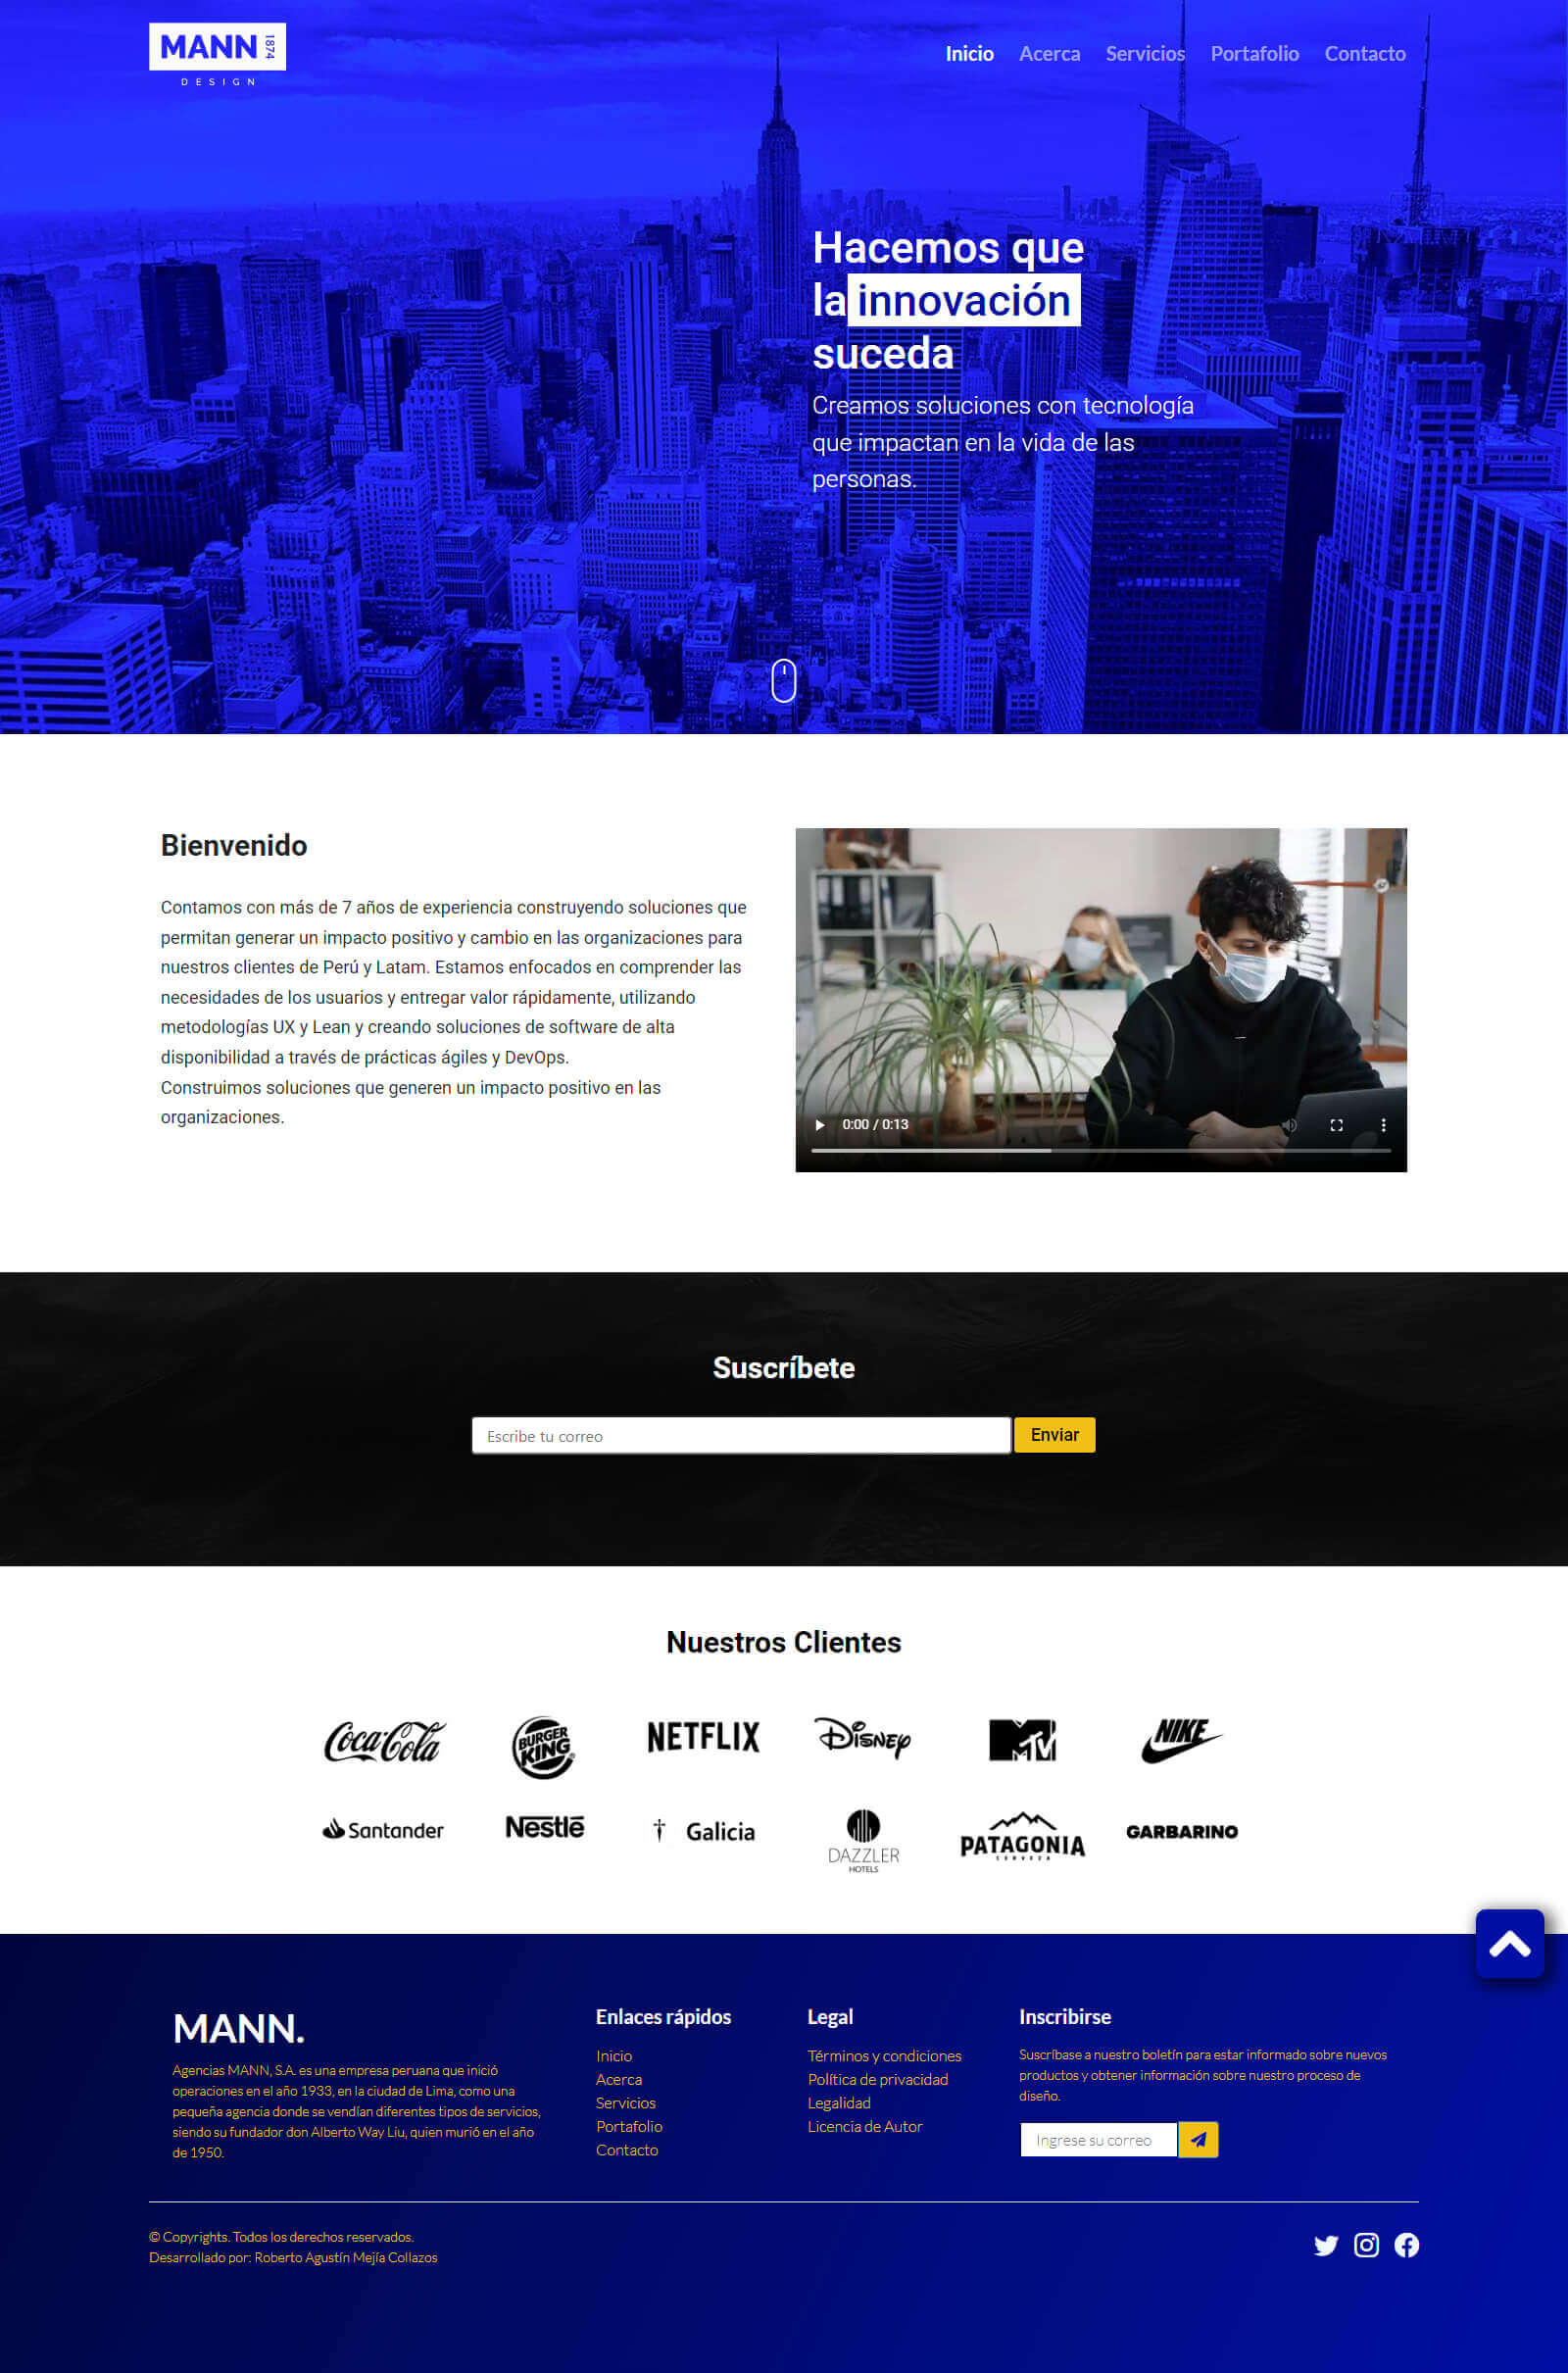 MANN 1874
DESIGN
Inicio Acerca Servicios Portafolio Contacto
Hacemos que
la innovación
suceda
Creamos soluciones con tecnología
que impactan en la vida de las
personas.
Bienvenido
Contamos con más de 7 años de experiencia construyendo soluciones que
permitan generar un impacto positivo y cambio en las organizaciones para
nuestros clientes de Perú y Latam. Estamos enfocados en comprender las
necesidades de los usuarios y entregar valor rápidamente, utilizando
metodologías UX y Lean y creando soluciones de software de alta
disponibilidad a través de prácticas ágiles y DevOps.
Construimos soluciones que generen un impacto positivo en las
organizaciones.
0:00 / 0:13
Suscríbete
Escribe tu correo Enviar
Nuestros Clientes
Coca-Cola
BURGER
KING
NETFLIX
Disney
MTV
NIKE
Santander
Nestlé
Galicia
DAZZLER
HOTELS
PATAGONIA
CERVEZA
GARBARINO
MANN.
Agencias MANN, S.A. es una empresa peruana que inició
operaciones en el año 1933, en la ciudad de Lima, como una
pequeña agencia donde se vendían diferentes tipos de servicios,
siendo su fundador don Alberto Way Liu, quien murió en el año
de 1950.
Enlaces rápidos
Inicio
Acerca
Servicios
Portafolio
Contacto
Legal
Términos y condiciones
Política de privacidad
Legalidad
Licencia de Autor
Inscribirse
Suscríbase a nuestro boletín para estar informado sobre nuevos
productos y obtener información sobre nuestro proceso de
diseño.
Ingrese su correo
© Copyrights. Todos los derechos reservados.
Desarrollado por: Roberto Agustín Mejía Collazos